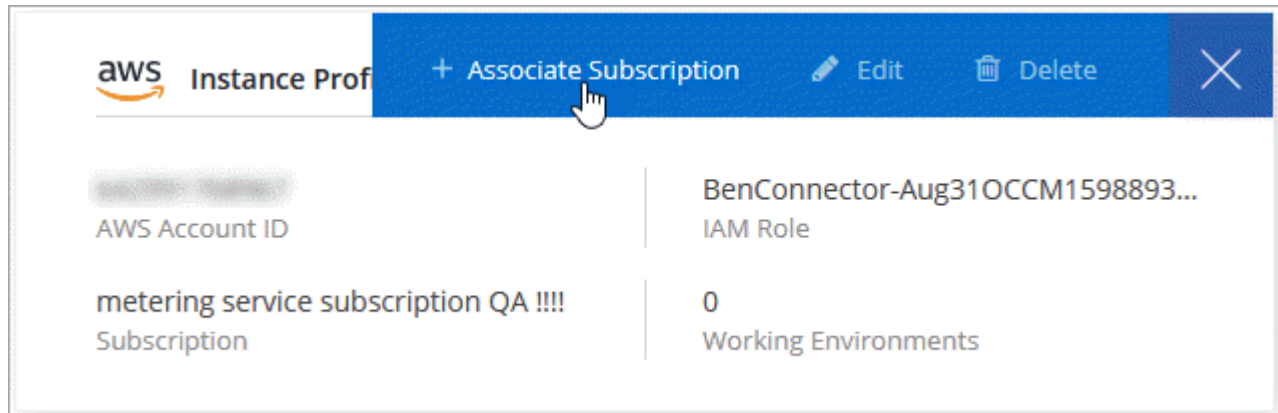 aws Instance Profi + Associate Subscription Edit Delete
BenConnector-Aug31OCCM1598893...
AWS Account ID IAM Role
metering service subscription QA !!!! 0
Subscription Working Environments